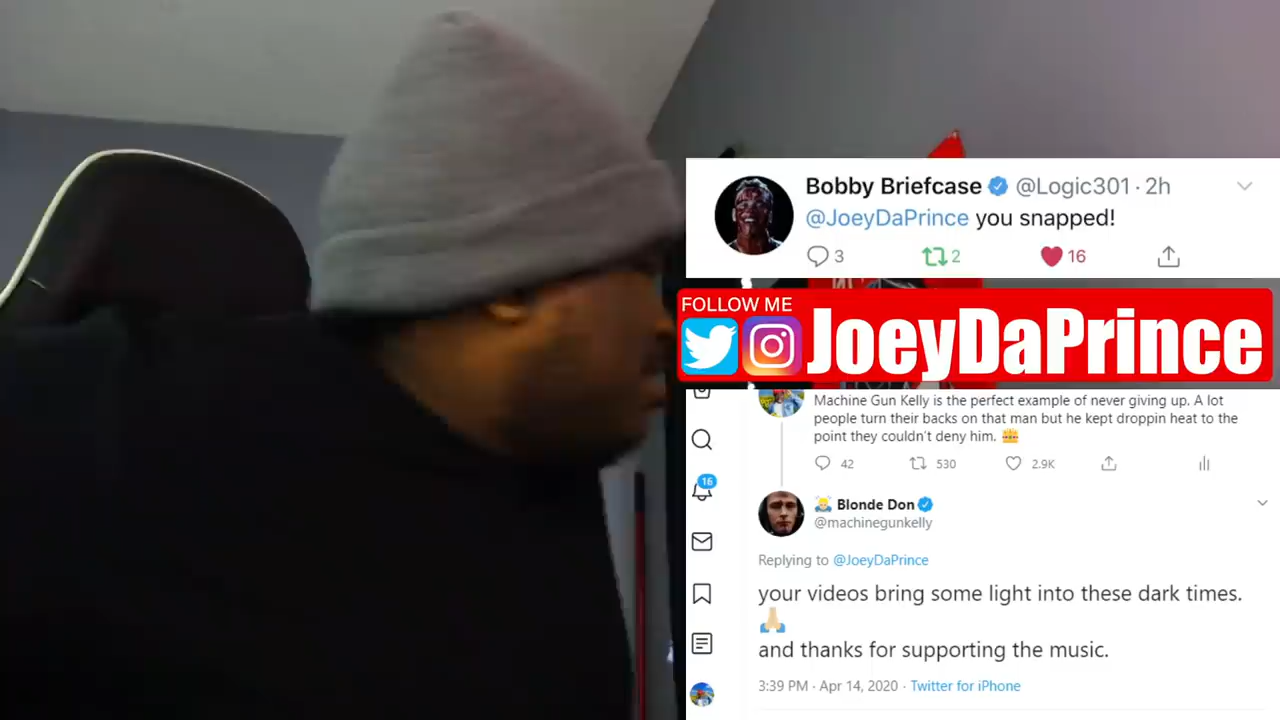 Bobby Briefcase @Logic301 · 2h
@JoeyDaPrince you snapped!
3 2 16
FOLLOW ME
JoeyDaPrince
Machine Gun Kelly is the perfect example of never giving up. A lot
people turn their backs on that man but he kept droppin heat to the
point they couldn't deny him. 👑
42 530 2.9K
16
👱 Blonde Don
@machinegunkelly
Replying to @JoeyDaPrince
your videos bring some light into these dark times.
🙏🏼
and thanks for supporting the music.
3:39 PM · Apr 14, 2020 · Twitter for iPhone